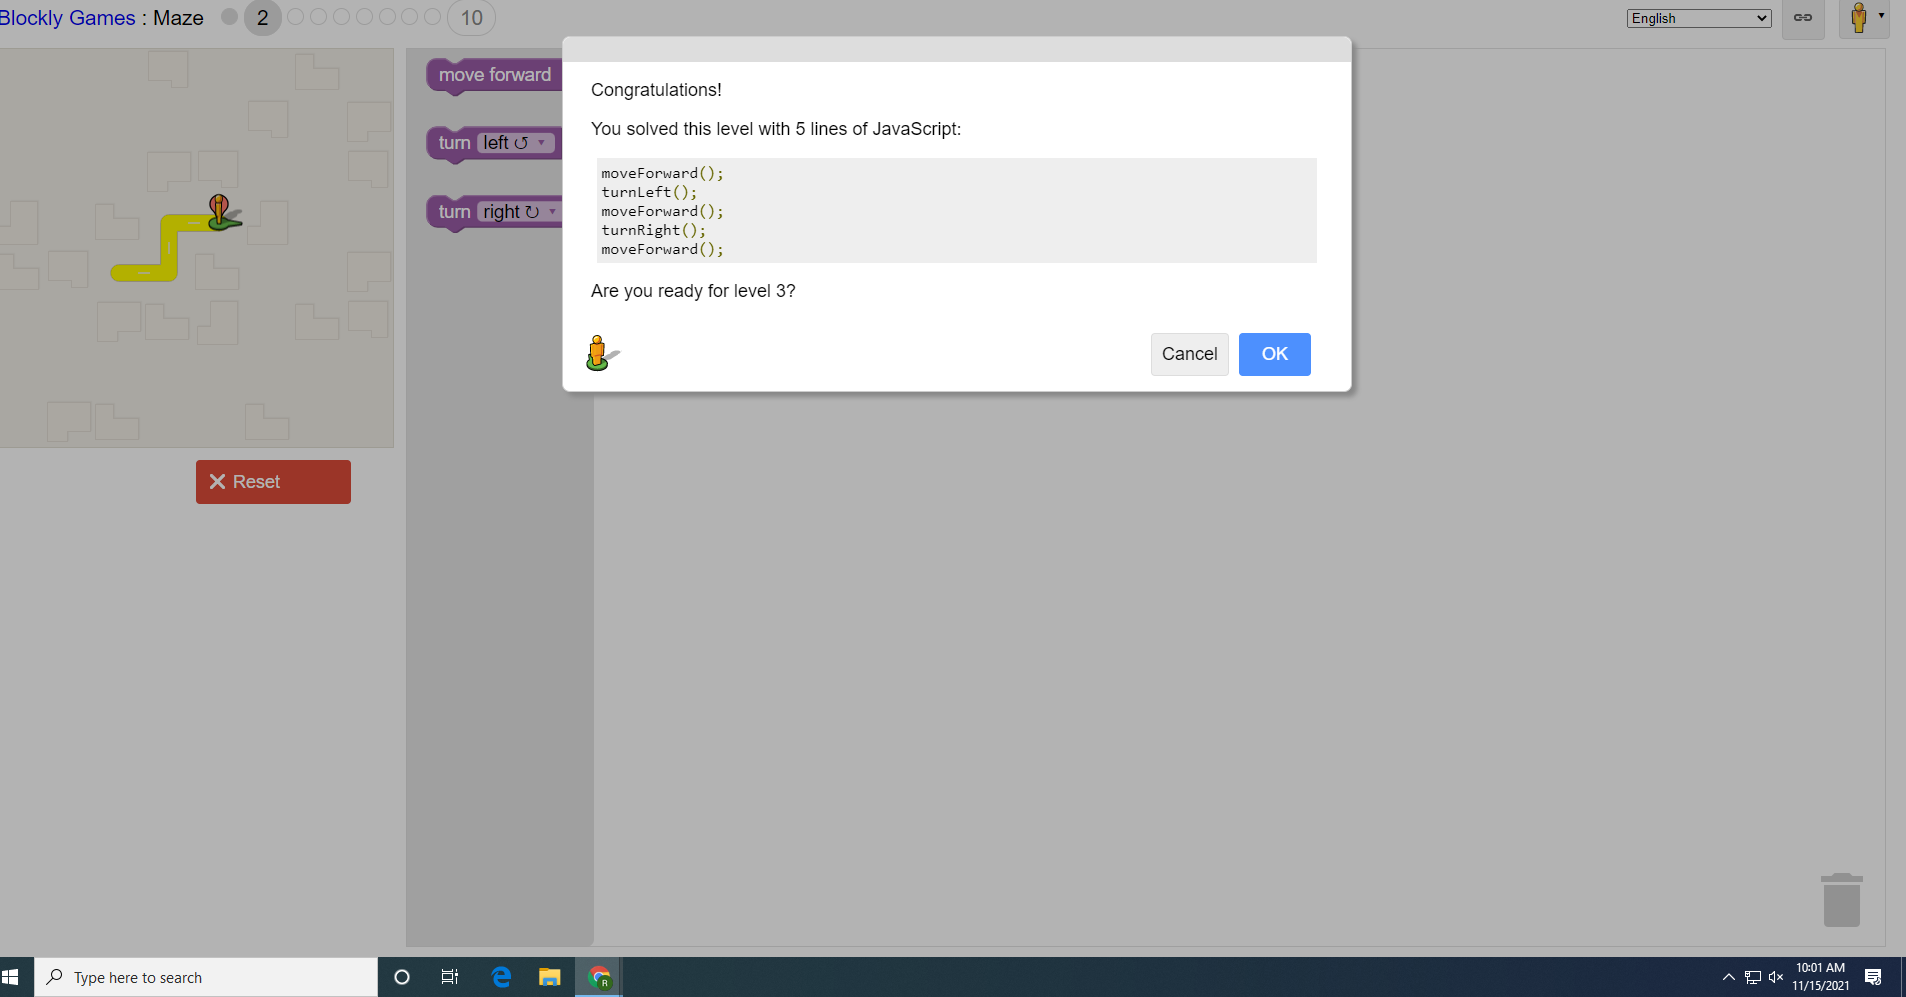 Blockly Games : Maze 2 10
English
move forward
turn left ↺ ▾
turn right ↻ ▾
Congratulations!
You solved this level with 5 lines of JavaScript:
moveForward();
turnLeft();
moveForward();
turnRight();
moveForward();
Are you ready for level 3?
Cancel
OK
Reset
Type here to search
R
10:01 AM
11/15/2021